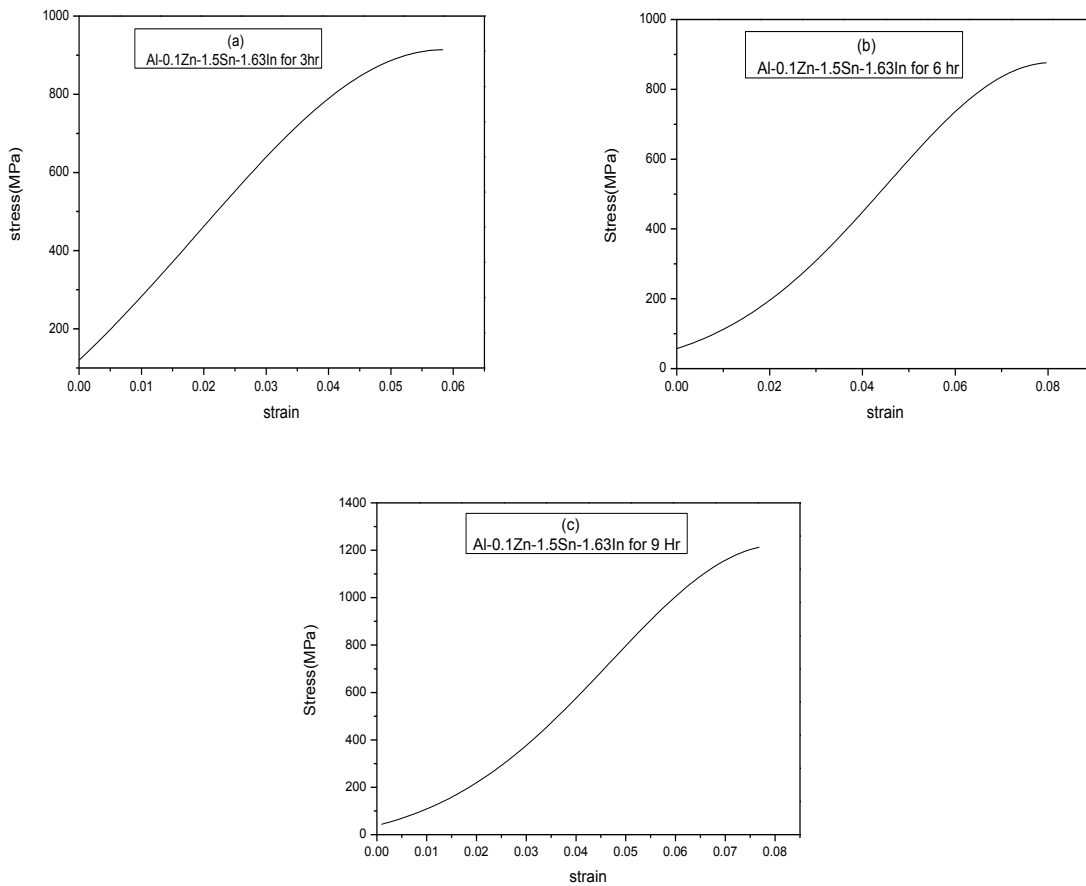 (a)
Al-0.1Zn-1.5Sn-1.63In for 3hr
1000
800
600
400
200
stress(MPa)
0.00 0.01 0.02 0.03 0.04 0.05 0.06
strain
(b)
Al-0.1Zn-1.5Sn-1.63In for 6 hr
1000
800
600
400
200
0
Stress(MPa)
0.00 0.02 0.04 0.06 0.08
strain
(c)
Al-0.1Zn-1.5Sn-1.63In for 9 Hr
1400
1200
1000
800
600
400
200
0
Stress(MPa)
0.00 0.01 0.02 0.03 0.04 0.05 0.06 0.07 0.08
strain